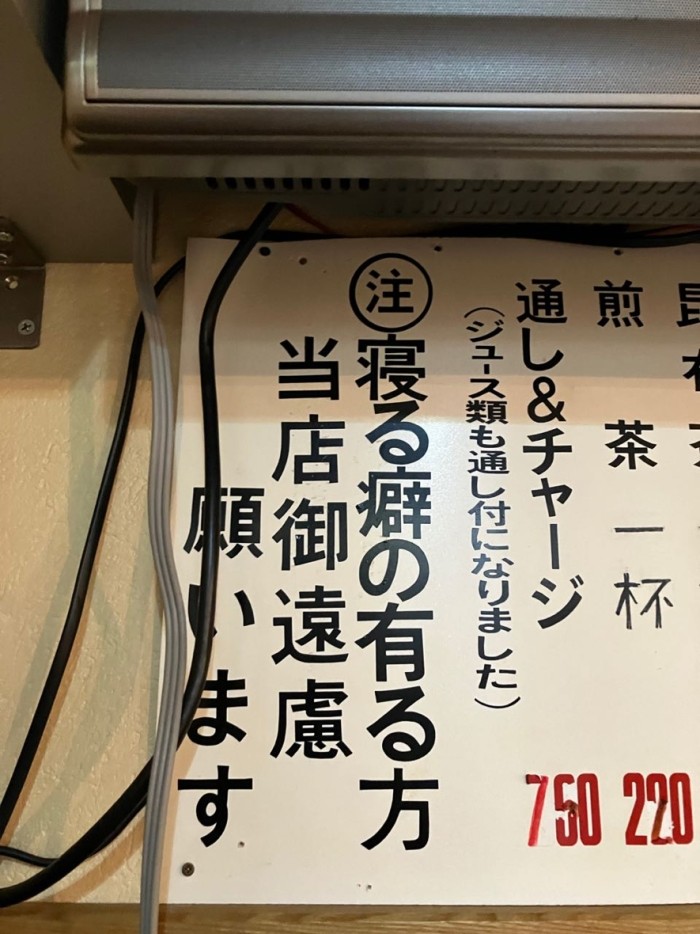 昆布
煎茶一杯 220
通し&チャージ 750
(ジュース類も通し付になりました)
㊟寝る癖の有る方
当店御遠慮
願います